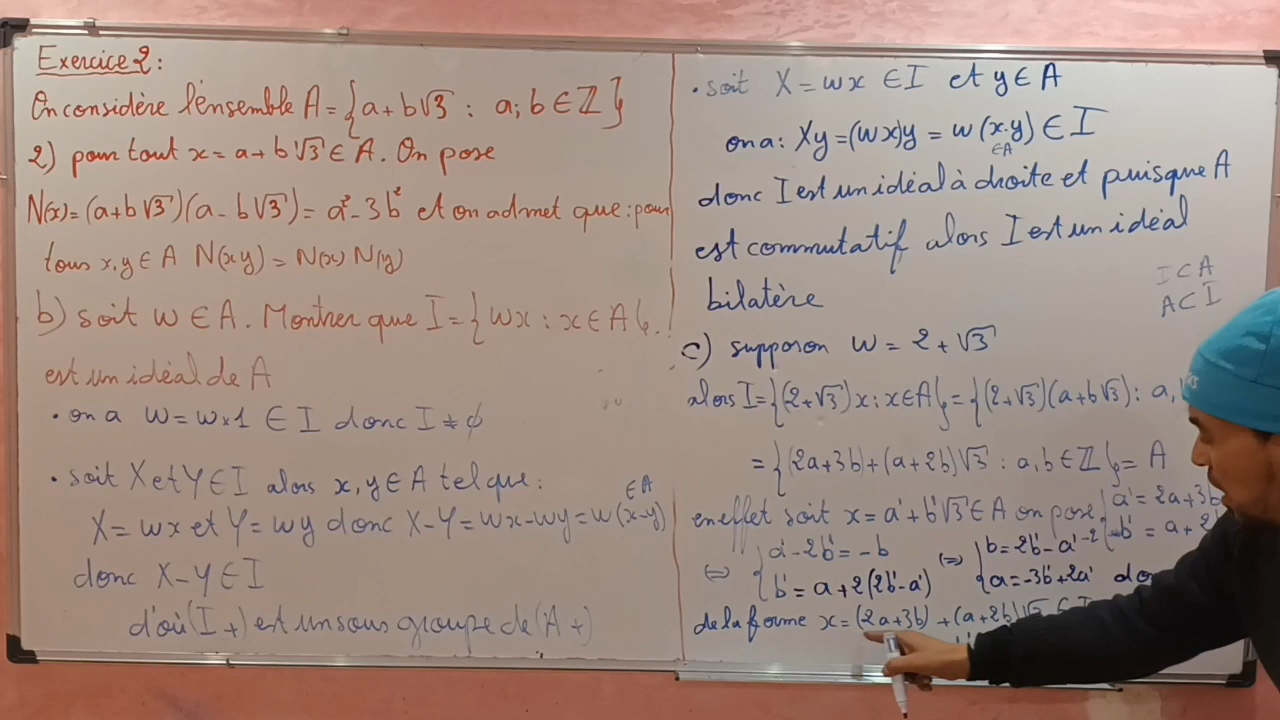 Exercice 2:
On considère l'ensemble A = {a + b√3 : a, b ∈ ℤ}
2) pour tout x = a + b√3 ∈ A. On pose
N(x) = (a+b√3)(a - b√3) = a² - 3b² et on admet que : pour
tous x, y ∈ A N(xy) = N(x) N(y)
b) soit w ∈ A. Montrer que I = {wx : x ∈ A}.
est un idéal de A
• on a w = w×1 ∈ I donc I ≠ ∅
• soit X et Y ∈ I alors x, y ∈ A tel que :
∈ A
X = wx et Y = wy donc X - Y = wx - wy = w(x-y)
donc X - Y ∈ I
d'où (I +) est un sous groupe de (A +)
• soit X = wx ∈ I et y ∈ A
on a : Xy = (wx)y = w(x.y) ∈ I
∈A
donc I est un idéal à droite et puisque A
est commutatif alors I est un idéal
bilatère
I ⊂ A
A ⊂ I
c) supposon w = 2 + √3
alors I = {(2+√3)x : x ∈ A} = {(2+√3)(a+b√3) : a,
= {(2a+3b) + (a+2b)√3 : a, b ∈ ℤ} = A
en effet soit x = a' + b'√3 ∈ A on pose { a' = 2a+3b
b' = a + 2
⇔ { a' - 2b' = -b ⇔ { b = 2b' - a'
b' = a + 2(2b' - a') a = -3b' + 2a'
de la forme x = (2a+3b) + (a+2b)√3 ∈ I